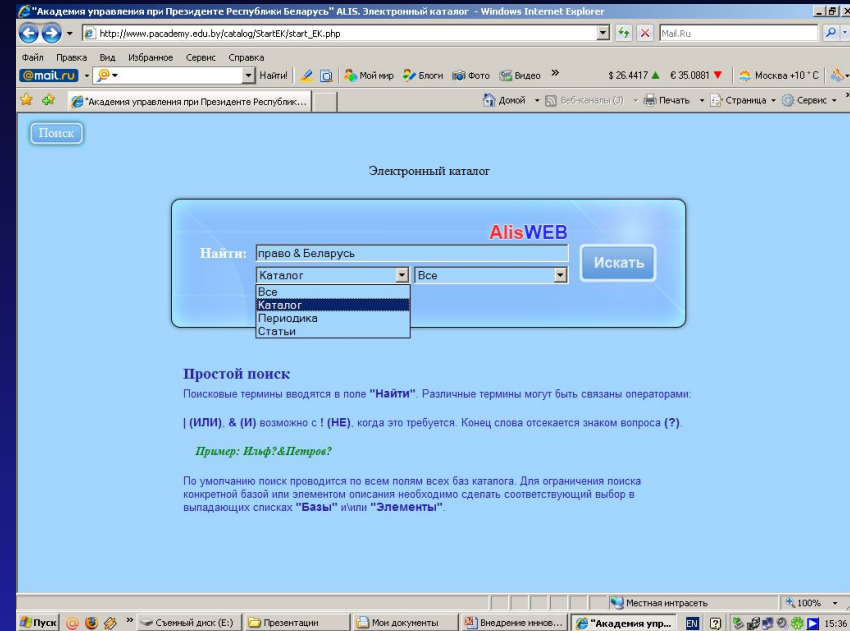 "Академия управления при Президенте Республики Беларусь" ALIS. Электронный каталог - Windows Internet Explorer
http://www.pacademy.edu.by/catalog/StartEK/start_EK.php
Mail.Ru
Файл Правка Вид Избранное Сервис Справка
@mail.ru Найти! Мой мир Блоги Фото Видео » $ 26.4417 ▲ € 35.0881 ▼ Москва +10 °C
"Академия управления при Президенте Республик... Домой Веб-каналы (J) Печать Страница Сервис »
Поиск
Электронный каталог
AlisWEB
Найти: право & Беларусь
Искать
Каталог Все
Все
Каталог
Периодика
Статьи
Простой поиск
Поисковые термины вводятся в поле "Найти". Различные термины могут быть связаны операторами:
| (ИЛИ), & (И) возможно с ! (НЕ), когда это требуется. Конец слова отсекается знаком вопроса (?).
Пример: Ильф?&Петров?
По умолчанию поиск проводится по всем полям всех баз каталога. Для ограничения поиска
конкретной базой или элементом описания необходимо сделать соответствующий выбор в
выпадающих списках "Базы" и\или "Элементы".
Местная интрасеть 100%
Пуск » Съемный диск (E:) Презентации Мои документы Внедрение иннов... "Академия упр... EN 15:36